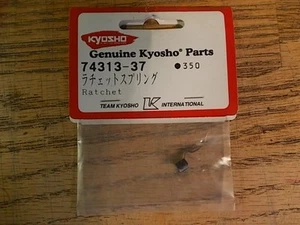 KYOSHO
Genuine Kyosho® Parts
74313-37 ●350
ラチェットスプリング
Ratchet
TEAM KYOSHO K INTERNATIONAL